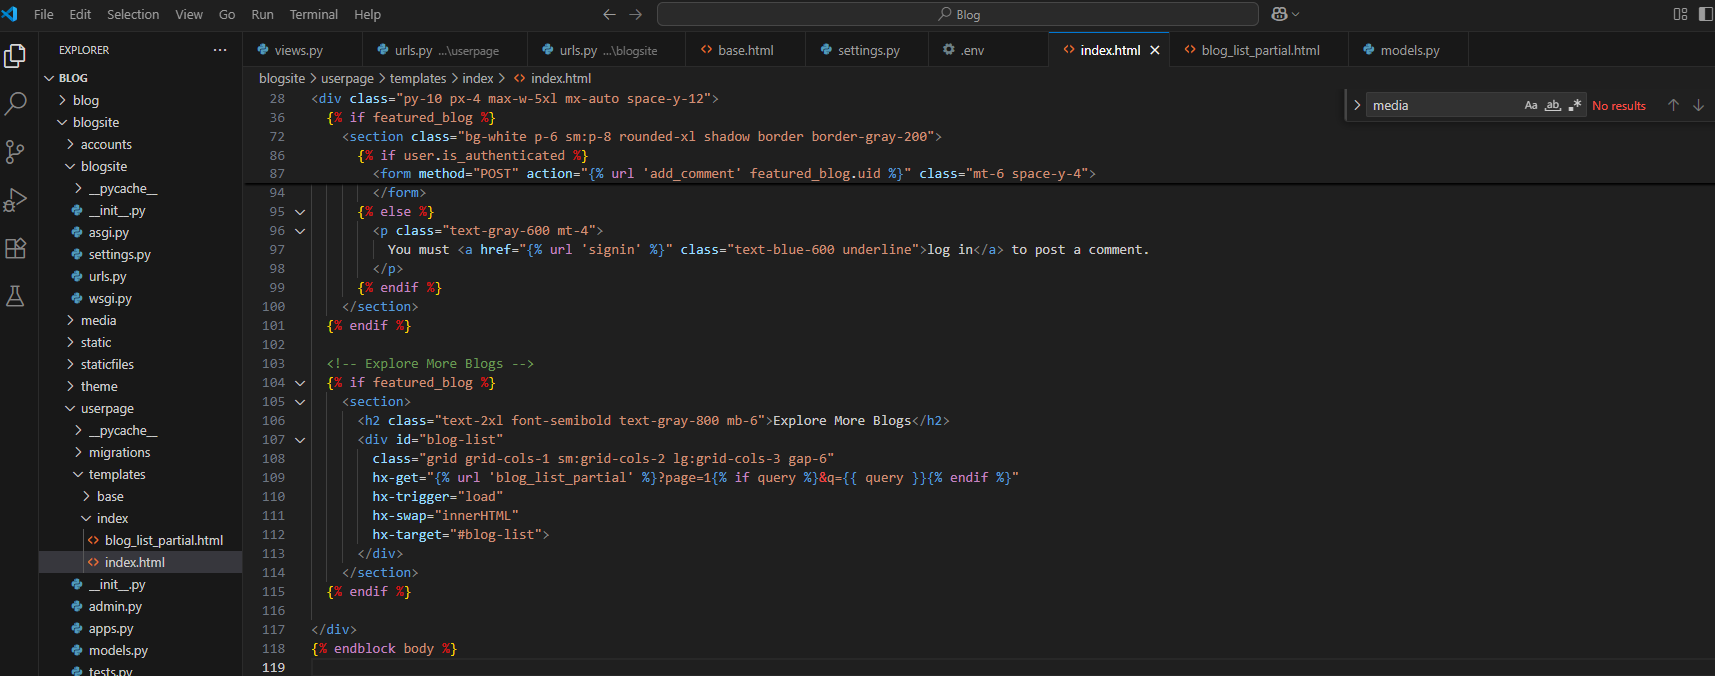 File Edit Selection View Go Run Terminal Help
Blog
EXPLORER
views.py
urls.py ...\userpage
urls.py ...\blogsite
base.html
settings.py
.env
index.html
blog_list_partial.html
models.py
BLOG
blog
blogsite
accounts
blogsite
__pycache__
__init__.py
asgi.py
settings.py
urls.py
wsgi.py
media
static
staticfiles
theme
userpage
__pycache__
migrations
templates
base
index
blog_list_partial.html
index.html
__init__.py
admin.py
apps.py
models.py
tests.py
blogsite > userpage > templates > index > index.html
media Aa ab. .* No results
28 <div class="py-10 px-4 max-w-5xl mx-auto space-y-12">
36 {% if featured_blog %}
72 <section class="bg-white p-6 sm:p-8 rounded-xl shadow border border-gray-200">
86 {% if user.is_authenticated %}
87 <form method="POST" action="{% url 'add_comment' featured_blog.uid %}" class="mt-6 space-y-4">
94 </form>
95 {% else %}
96 <p class="text-gray-600 mt-4">
97 You must <a href="{% url 'signin' %}" class="text-blue-600 underline">log in</a> to post a comment.
98 </p>
99 {% endif %}
100 </section>
101 {% endif %}
102
103 <!-- Explore More Blogs -->
104 {% if featured_blog %}
105 <section>
106 <h2 class="text-2xl font-semibold text-gray-800 mb-6">Explore More Blogs</h2>
107 <div id="blog-list"
108 class="grid grid-cols-1 sm:grid-cols-2 lg:grid-cols-3 gap-6"
109 hx-get="{% url 'blog_list_partial' %}?page=1{% if query %}&q={{ query }}{% endif %}"
110 hx-trigger="load"
111 hx-swap="innerHTML"
112 hx-target="#blog-list">
113 </div>
114 </section>
115 {% endif %}
116
117 </div>
118 {% endblock body %}
119